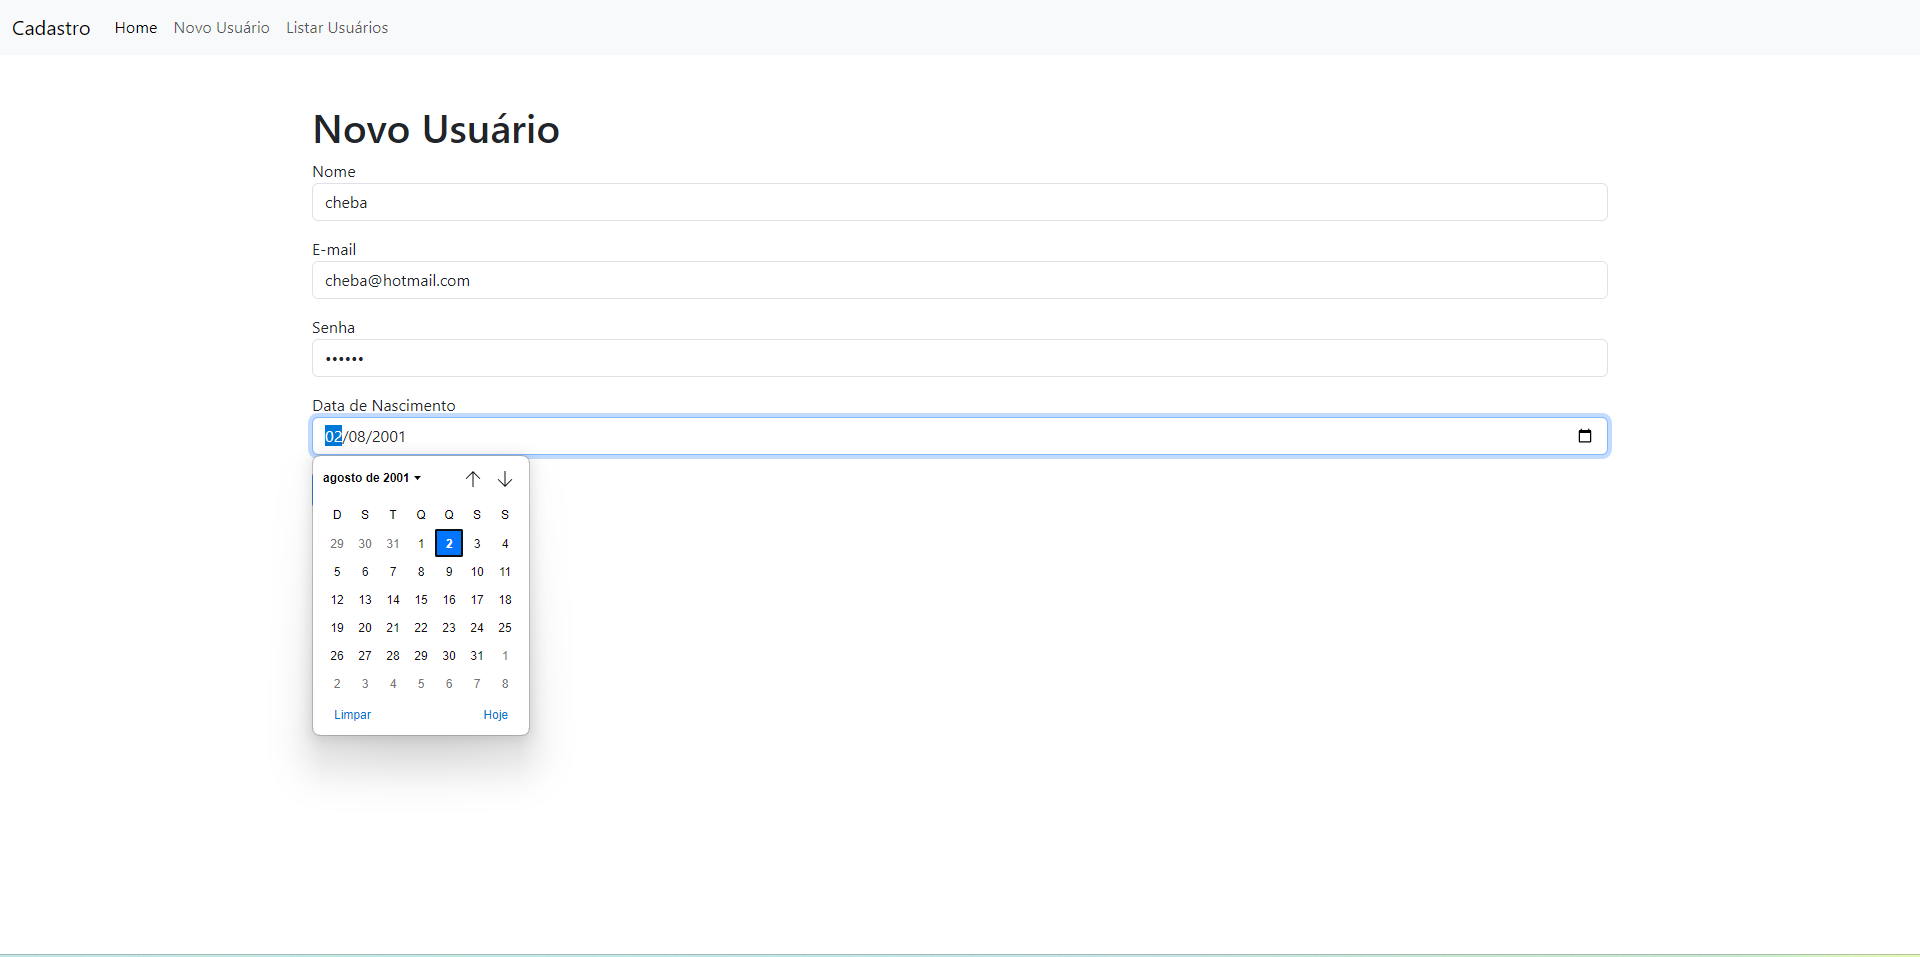 Cadastro Home Novo Usuário Listar Usuários
Novo Usuário
Nome
cheba
E-mail
cheba@hotmail.com
Senha
••••••
Data de Nascimento
02/08/2001
agosto de 2001
D S T Q Q S S
29 30 31 1 2 3 4
5 6 7 8 9 10 11
12 13 14 15 16 17 18
19 20 21 22 23 24 25
26 27 28 29 30 31 1
2 3 4 5 6 7 8
Limpar Hoje